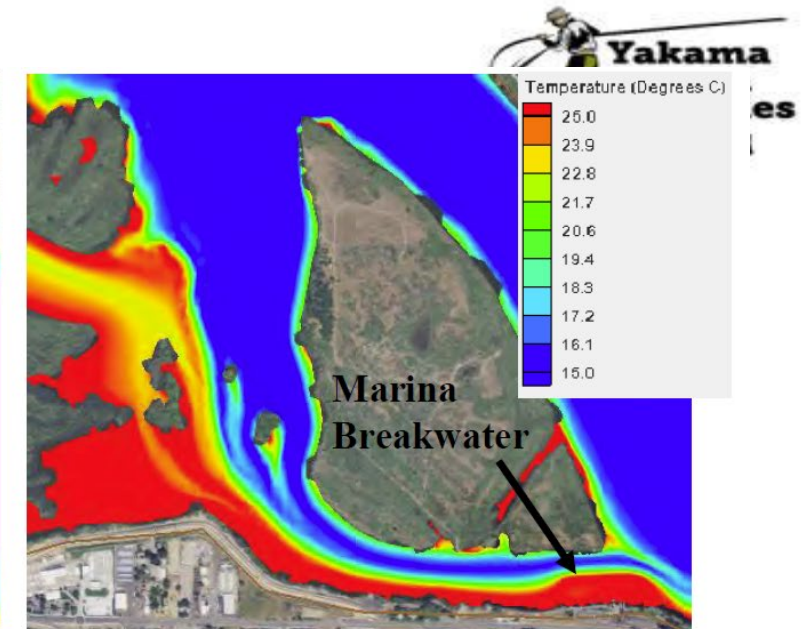 Yakama
es
Temperature (Degrees C)
25.0
23.9
22.8
21.7
20.6
19.4
18.3
17.2
16.1
15.0
Marina
Breakwater